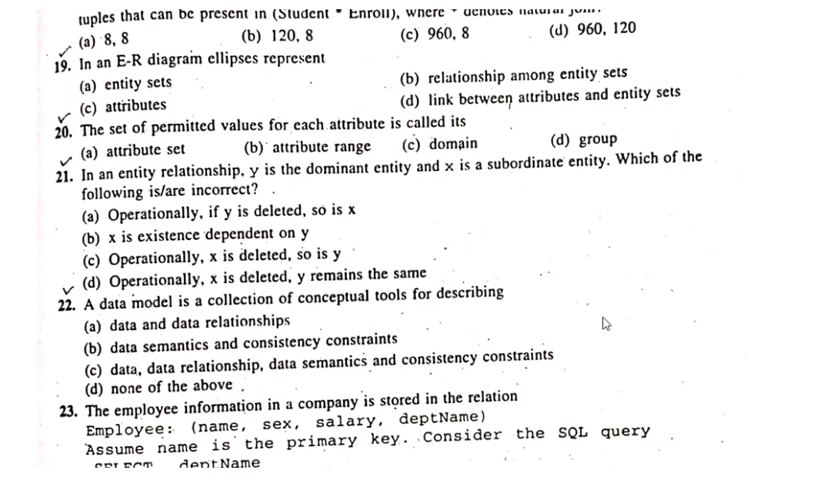 tuples that can be present in (Student * Enroll), where * denotes natural join?
✓ (a) 8, 8 (b) 120, 8 (c) 960, 8 (d) 960, 120
19. In an E-R diagram ellipses represent
(a) entity sets (b) relationship among entity sets
✓ (c) attributes (d) link between attributes and entity sets
20. The set of permitted values for each attribute is called its
✓ (a) attribute set (b) attribute range (c) domain (d) group
21. In an entity relationship, y is the dominant entity and x is a subordinate entity. Which of the
following is/are incorrect?
(a) Operationally, if y is deleted, so is x
(b) x is existence dependent on y
(c) Operationally, x is deleted, so is y
✓ (d) Operationally, x is deleted, y remains the same
22. A data model is a collection of conceptual tools for describing
(a) data and data relationships
(b) data semantics and consistency constraints
(c) data, data relationship, data semantics and consistency constraints
(d) none of the above .
23. The employee information in a company is stored in the relation
Employee: (name, sex, salary, deptName)
Assume name is the primary key. Consider the SQL query
SELECT deptName